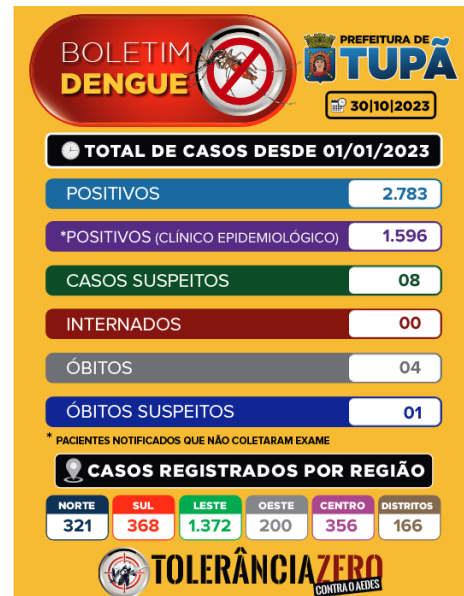 BOLETIM
DENGUE
PREFEITURA DE
TUPÃ
30|10|2023
TOTAL DE CASOS DESDE 01/01/2023
POSITIVOS 2.783
*POSITIVOS (CLÍNICO EPIDEMIOLÓGICO) 1.596
CASOS SUSPEITOS 08
INTERNADOS 00
ÓBITOS 04
ÓBITOS SUSPEITOS 01
* PACIENTES NOTIFICADOS QUE NÃO COLETARAM EXAME
CASOS REGISTRADOS POR REGIÃO
NORTE SUL LESTE OESTE CENTRO DISTRITOS
321 368 1.372 200 356 166
TOLERÂNCIA ZERO
CONTRA O AEDES